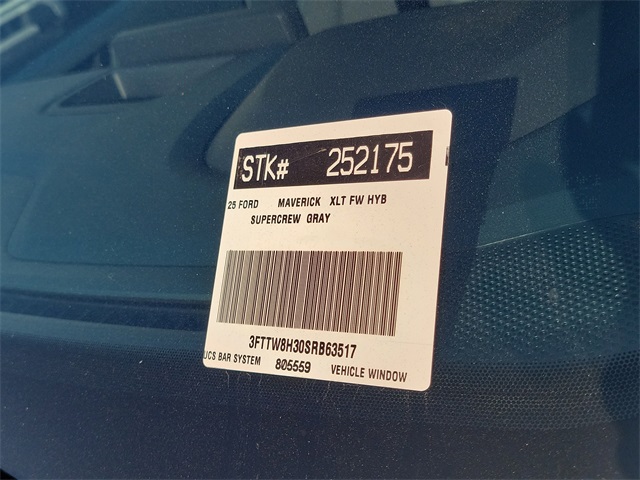 STK# 252175
25 FORD MAVERICK XLT FW HYB
SUPERCREW GRAY
3FTTW8H30SRB63517
UCS BAR SYSTEM 805559 VEHICLE WINDOW